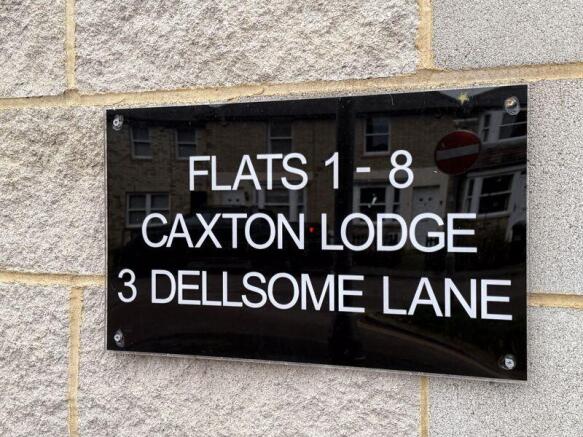 FLATS 1 - 8
CAXTON LODGE
3 DELLSOME LANE